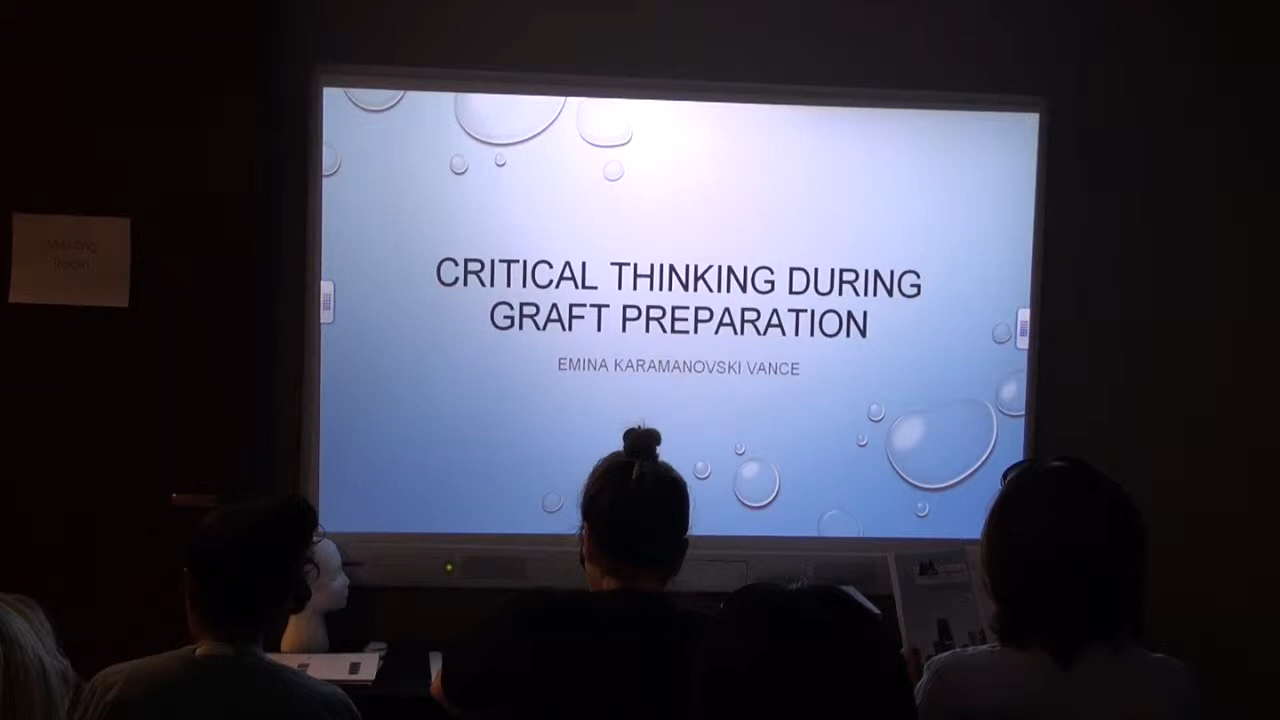 CRITICAL THINKING DURING
GRAFT PREPARATION
EMINA KARAMANOVSKI VANCE